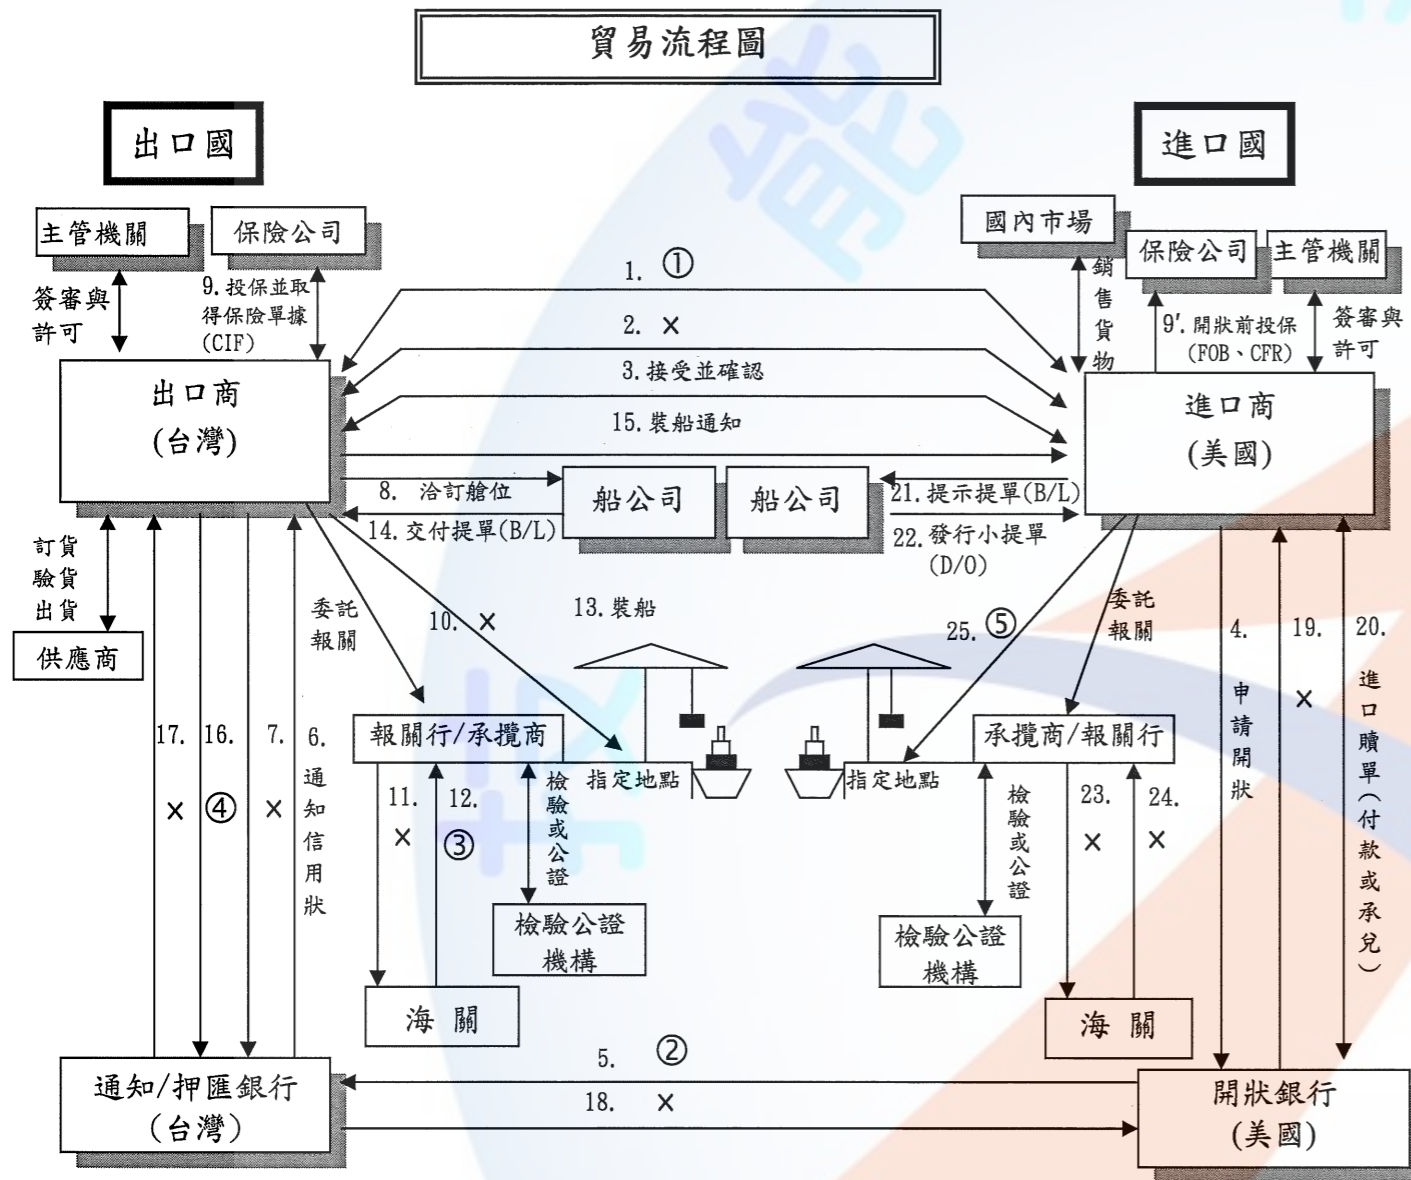 貿易流程圖
出口國
進口國
主管機關
保險公司
國內市場
保險公司
主管機關
簽審與
許可
9.投保並取
得保險單據
(CIF)
1. ①
2. ×
3.接受並確認
15.裝船通知
銷售貨物
9′.開狀前投保
(FOB、CFR)
簽審與
許可
出口商
(台灣)
進口商
(美國)
8. 洽訂艙位
14.交付提單(B/L)
船公司
船公司
21.提示提單(B/L)
22.發行小提單
(D/O)
訂貨
驗貨
出貨
供應商
委託
報關
10. ×
13.裝船
25. ⑤
委託
報關
4. 申請開狀
19. ×
20. 進口贖單(付款或承兌)
17. ×
16. ④
7. ×
6. 通知信用狀
報關行/承攬商
指定地點
指定地點
承攬商/報關行
11. ×
12. ③
檢驗或公證
檢驗或公證
23. ×
24. ×
檢驗公證
機構
檢驗公證
機構
海 關
海 關
5. ②
18. ×
通知/押匯銀行
(台灣)
開狀銀行
(美國)
技
能